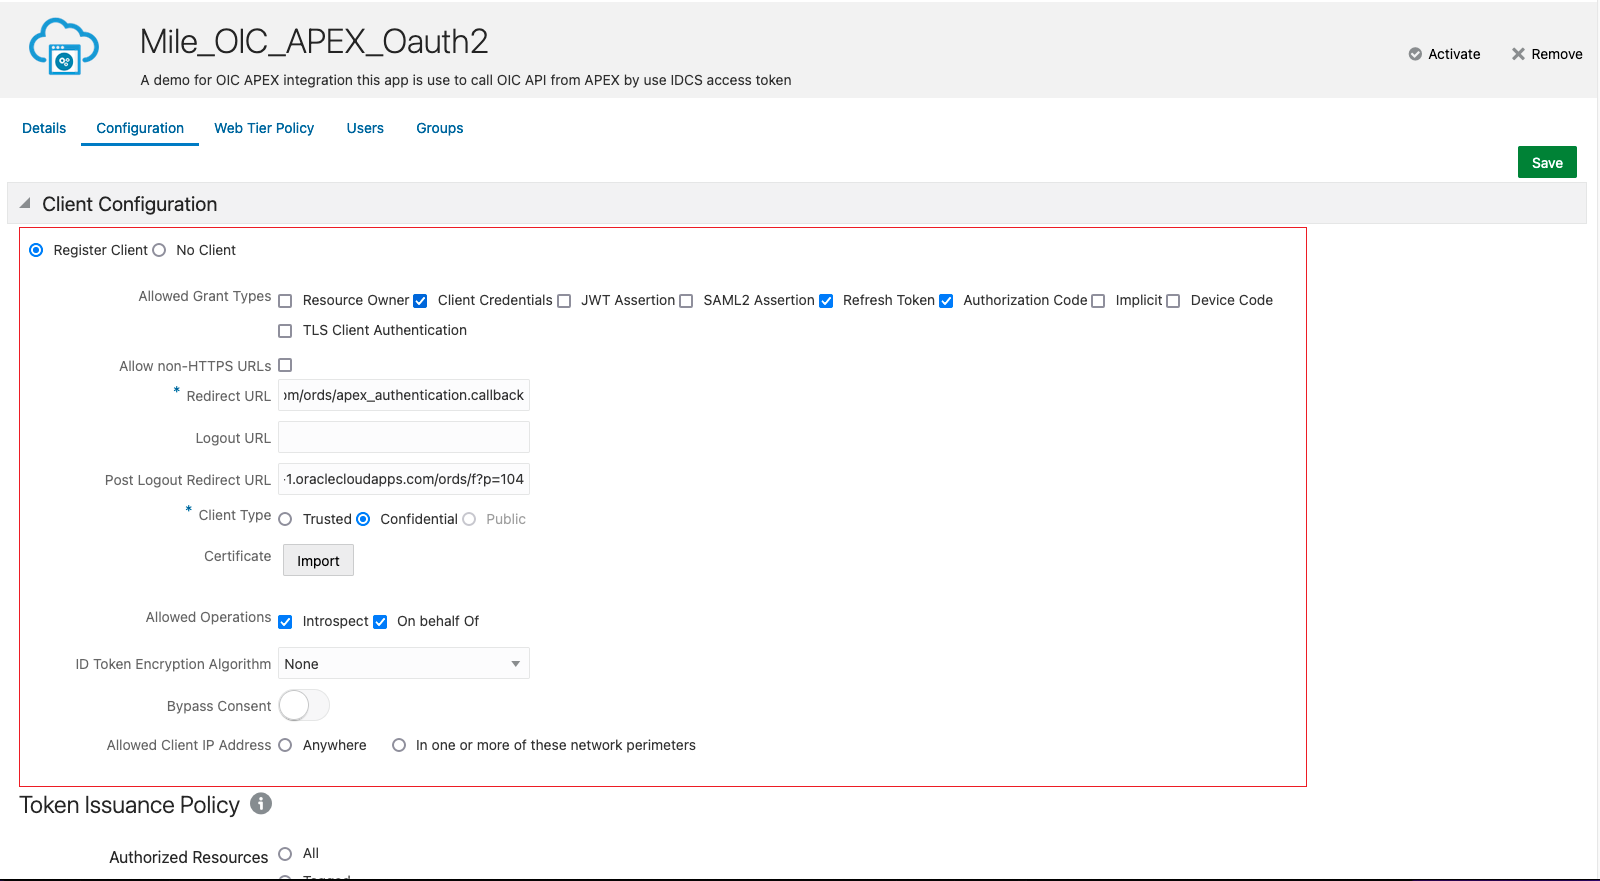 Mile_OIC_APEX_Oauth2
A demo for OIC APEX integration this app is use to call OIC API from APEX by use IDCS access token
Activate Remove
Details Configuration Web Tier Policy Users Groups
Save
Client Configuration
Register Client No Client
Allowed Grant Types Resource Owner Client Credentials JWT Assertion SAML2 Assertion Refresh Token Authorization Code Implicit Device Code
TLS Client Authentication
Allow non-HTTPS URLs
* Redirect URL om/ords/apex_authentication.callback
Logout URL
Post Logout Redirect URL -1.oraclecloudapps.com/ords/f?p=104
* Client Type Trusted Confidential Public
Certificate Import
Allowed Operations Introspect On behalf Of
ID Token Encryption Algorithm None
Bypass Consent
Allowed Client IP Address Anywhere In one or more of these network perimeters
Token Issuance Policy
Authorized Resources All
Tagged